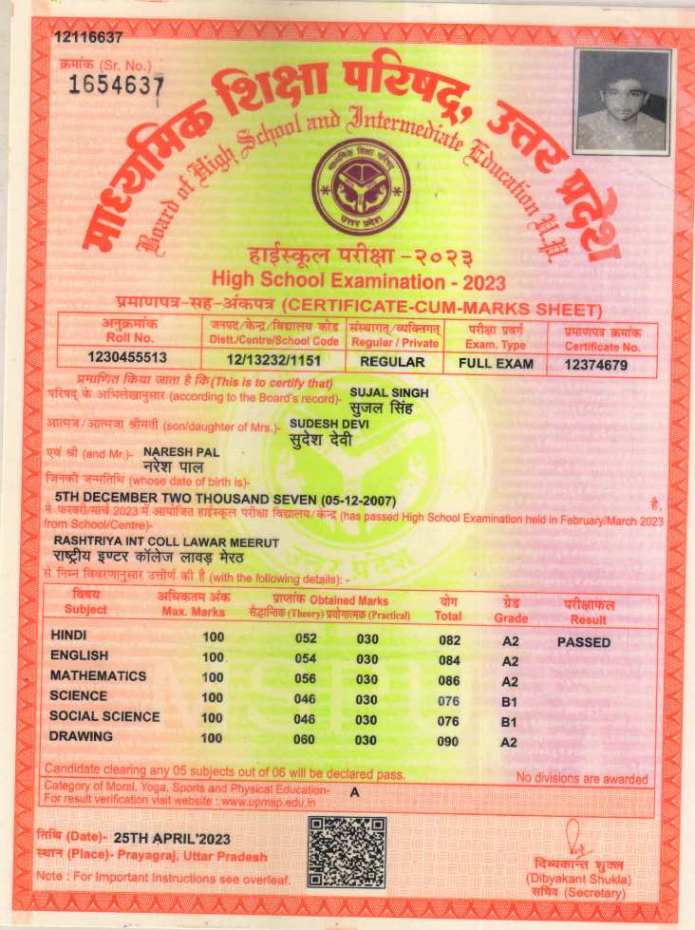 12116637
क्रमांक (Sr. No.)
1654637
माध्यमिक शिक्षा परिषद्, उत्तर प्रदेश
Board of High School and Intermediate Education U.P.
माध्यमिक शिक्षा परिषद्
उत्तर प्रदेश
हाईस्कूल परीक्षा -२०२३
High School Examination - 2023
प्रमाणपत्र-सह-अंकपत्र (CERTIFICATE-CUM-MARKS SHEET)
अनुक्रमांक जनपद/केन्द्र/विद्यालय कोड संस्थागत/व्यक्तिगत परीक्षा प्रवर्ग प्रमाणपत्र क्रमांक
Roll No. Distt./Centre/School Code Regular / Private Exam. Type Certificate No.
1230455513 12/13232/1151 REGULAR FULL EXAM 12374679
प्रमाणित किया जाता है कि (This is to certify that)
परिषद् के अभिलेखानुसार (according to the Board's record)- SUJAL SINGH
सुजल सिंह
आत्मज/आत्मजा श्रीमती (son/daughter of Mrs.)- SUDESH DEVI
सुदेश देवी
एवं श्री (and Mr.)- NARESH PAL
नरेश पाल
जिनकी जन्मतिथि (whose date of birth is)-
5TH DECEMBER TWO THOUSAND SEVEN (05-12-2007) है,
ने फरवरी/मार्च 2023 में आयोजित हाईस्कूल परीक्षा विद्यालय/केन्द्र (has passed High School Examination held in February/March 2023
from School/Centre)-
RASHTRIYA INT COLL LAWAR MEERUT
राष्ट्रीय इण्टर कॉलेज लावड़ मेरठ
से निम्न विवरणानुसार उत्तीर्ण की है (with the following details): -
विषय अधिकतम अंक प्राप्तांक Obtained Marks योग ग्रेड परीक्षाफल
Subject Max. Marks सैद्धान्तिक (Theory) प्रयोगात्मक (Practical) Total Grade Result
HINDI 100 052 030 082 A2 PASSED
ENGLISH 100 054 030 084 A2
MATHEMATICS 100 056 030 086 A2
SCIENCE 100 046 030 076 B1
SOCIAL SCIENCE 100 046 030 076 B1
DRAWING 100 060 030 090 A2
Candidate clearing any 05 subjects out of 06 will be declared pass. No divisions are awarded
Category of Moral, Yoga, Sports and Physical Education- A
For result verification visit website : www.upmsp.edu.in
तिथि (Date)- 25TH APRIL'2023
स्थान (Place)- Prayagraj, Uttar Pradesh
Note : For Important Instructions see overleaf.
दिब्यकान्त शुक्ल
(Dibyakant Shukla)
सचिव (Secretary)